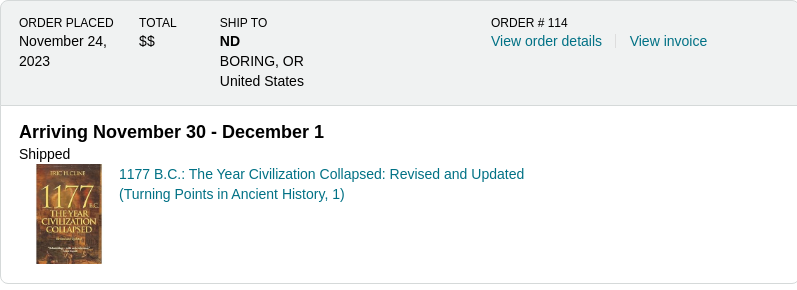 ORDER PLACED
November 24,
2023
TOTAL
$$
SHIP TO
ND
BORING, OR
United States
ORDER # 114
View order details
View invoice
Arriving November 30 - December 1
Shipped
ERIC H. CLINE
1177 B.C.
THE YEAR
CIVILIZATION
COLLAPSED
1177 B.C.: The Year Civilization Collapsed: Revised and Updated
(Turning Points in Ancient History, 1)